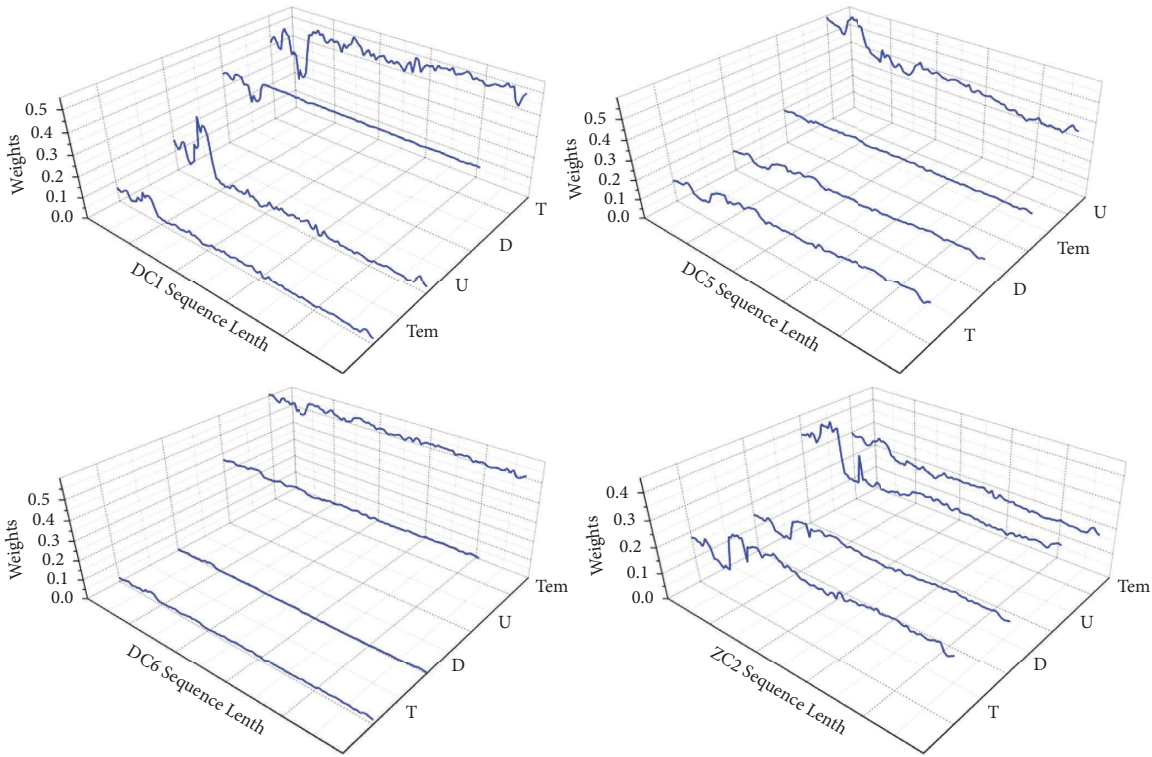 0.5
0.4
0.3
0.2
0.1
0.0
Weights
DC1 Sequence Lenth
Tem
U
D
T
0.5
0.4
0.3
0.2
0.1
0.0
Weights
DC5 Sequence Lenth
T
D
Tem
U
0.5
0.4
0.3
0.2
0.1
0.0
Weights
DC6 Sequence Lenth
T
D
U
Tem
0.4
0.3
0.2
0.1
0.0
Weights
ZC2 Sequence Lenth
T
D
U
Tem